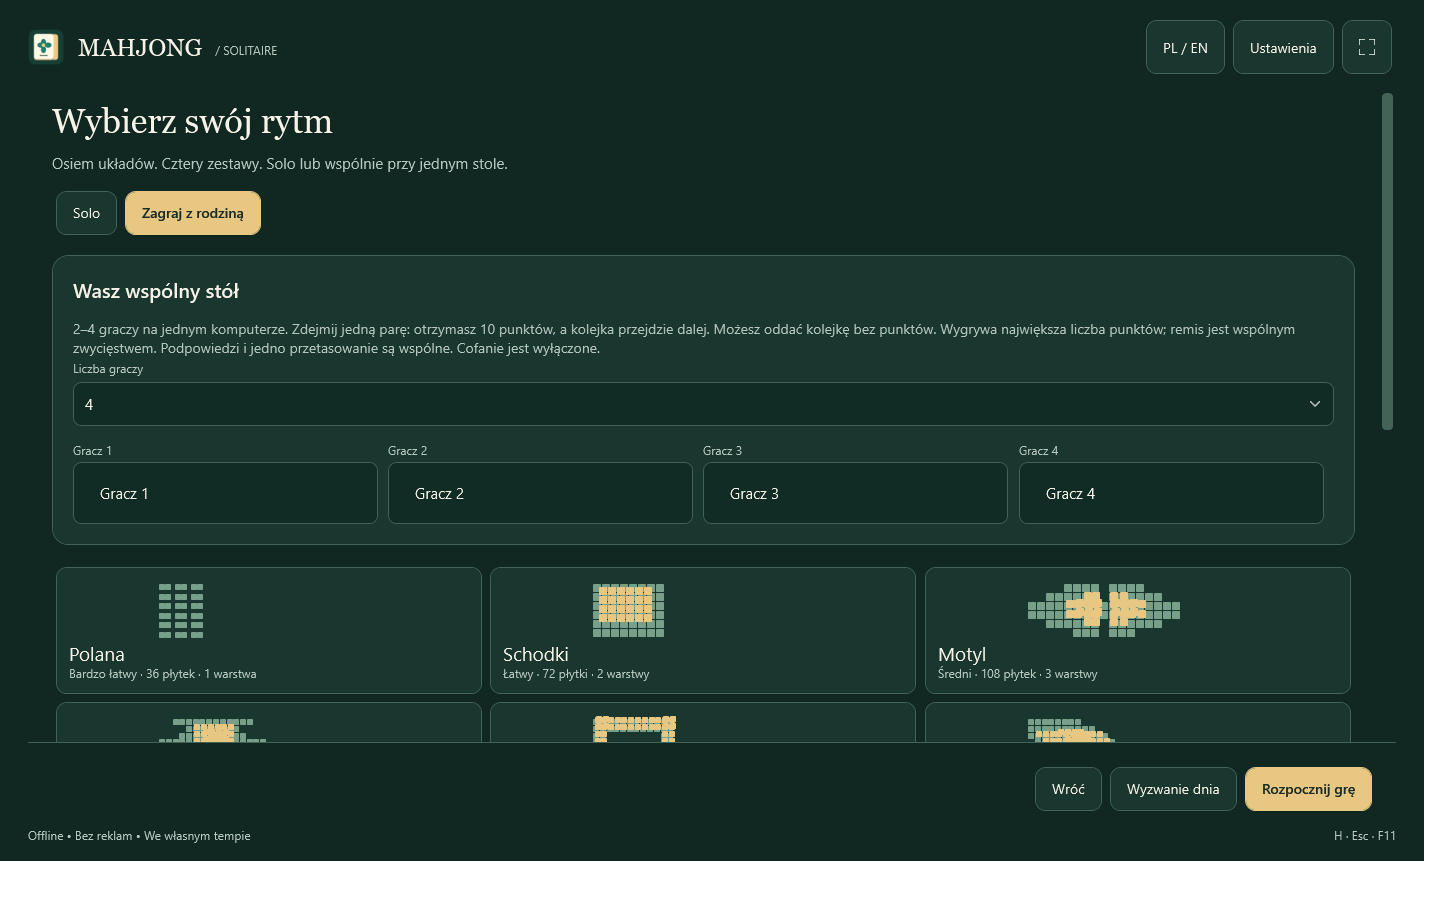 MAHJONG / SOLITAIRE
PL / EN
Ustawienia
Wybierz swój rytm
Osiem układów. Cztery zestawy. Solo lub wspólnie przy jednym stole.
Solo
Zagraj z rodziną
Wasz wspólny stół
2–4 graczy na jednym komputerze. Zdejmij jedną parę: otrzymasz 10 punktów, a kolejka przejdzie dalej. Możesz oddać kolejkę bez punktów. Wygrywa największa liczba punktów; remis jest wspólnym
zwycięstwem. Podpowiedzi i jedno przetasowanie są wspólne. Cofanie jest wyłączone.
Liczba graczy
4
Gracz 1
Gracz 2
Gracz 3
Gracz 4
Gracz 1
Gracz 2
Gracz 3
Gracz 4
Polana
Bardzo łatwy · 36 płytek · 1 warstwa
Schodki
Łatwy · 72 płytki · 2 warstwy
Motyl
Średni · 108 płytek · 3 warstwy
Wróć
Wyzwanie dnia
Rozpocznij grę
Offline • Bez reklam • We własnym tempie
H · Esc · F11